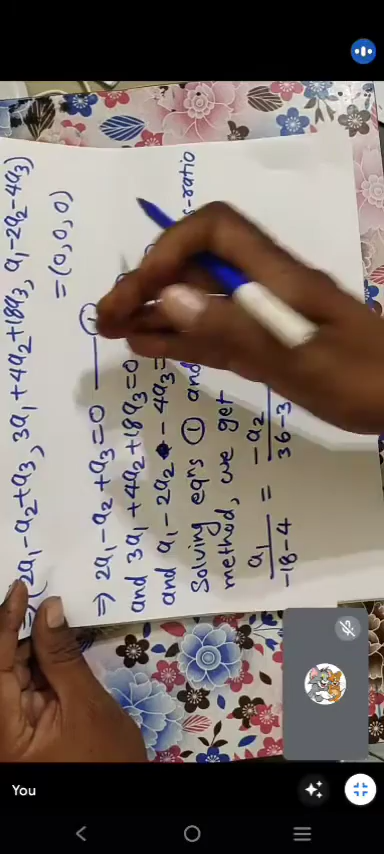 ⇒ (2a₁ - a₂ + a₃, 3a₁ + 4a₂ + 18a₃, a₁ - 2a₂ - 4a₃)
= (0, 0, 0)
⇒ 2a₁ - a₂ + a₃ = 0 —— ①
and 3a₁ + 4a₂ + 18a₃ = 0
and a₁ - 2a₂ - 4a₃ =
Solving eqns ① and s-ratio
method, we get
a₁/-18-4 = -a₂/36-3
You